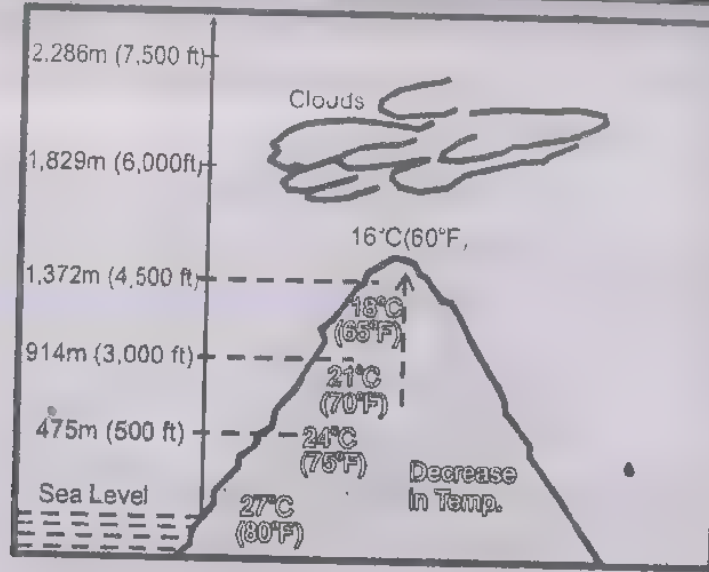 2.286m (7,500 ft)
Clouds
1,829m (6,000ft)
16°C(60°F,
1,372m (4,500 ft)
18°C
(65°F)
914m (3,000 ft)
21°C
(70°F)
475m (500 ft)
24°C
(75°F)
Decrease
in Temp.
Sea Level
27°C
(80°F)